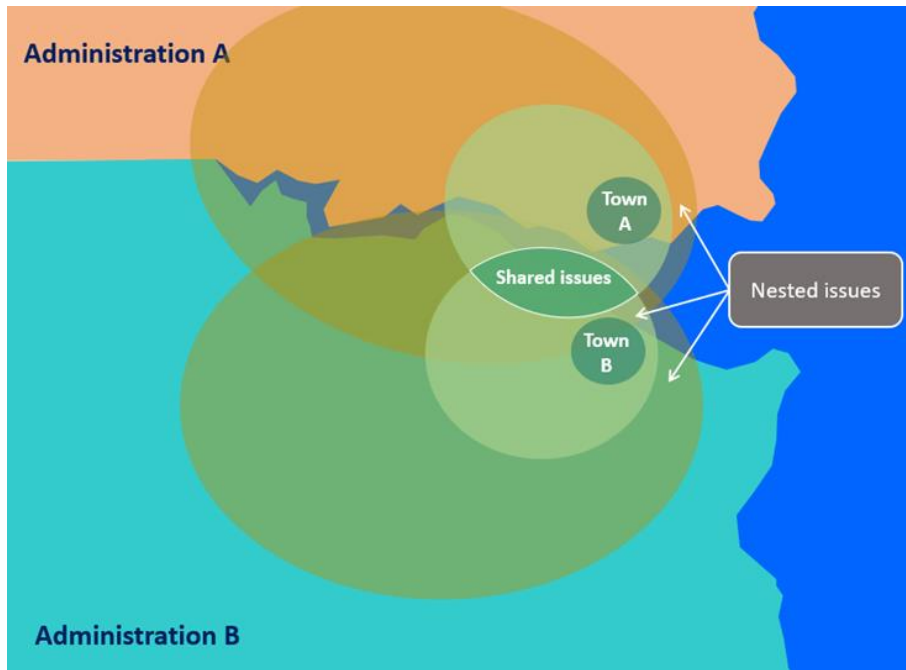 Administration A
Town
A
Shared issues
Nested issues
Town
B
Administration B